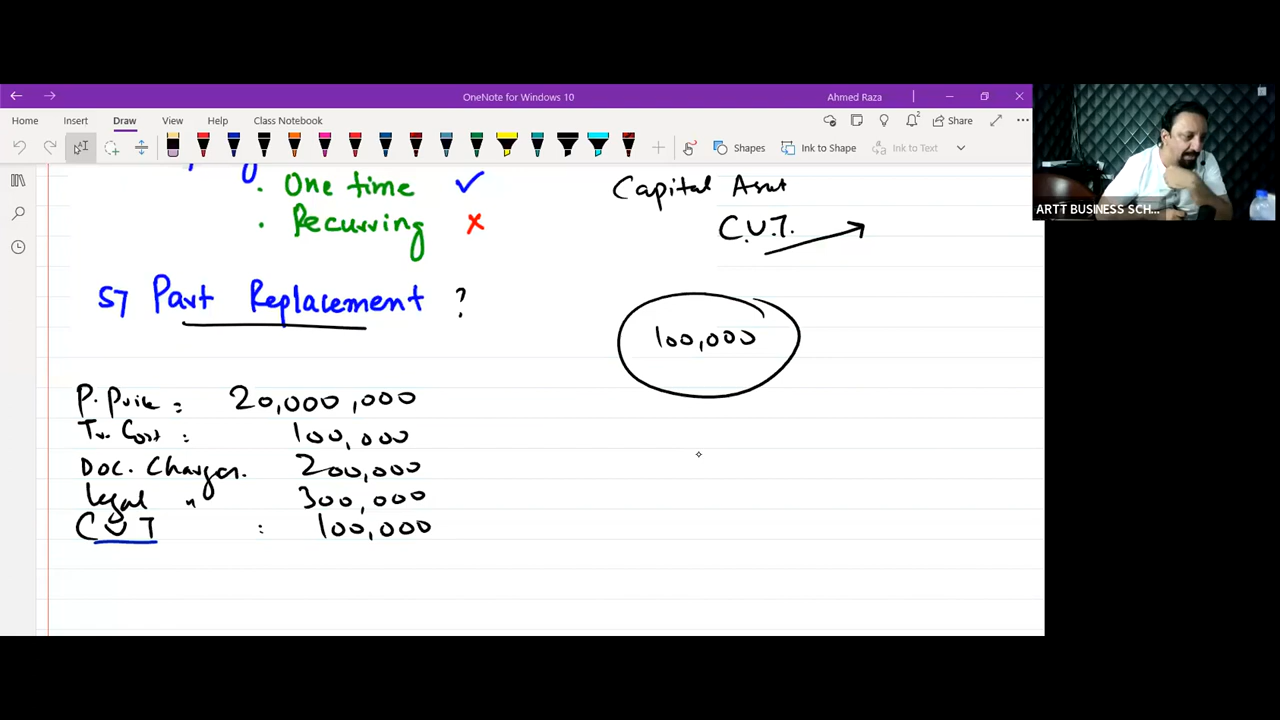 OneNote for Windows 10
Ahmed Raza
Home Insert Draw View Help Class Notebook
Share
Shapes
Ink to Shape
Ink to Text
ARTT BUSINESS SCH...
. One time ✓
. Recurring ×
57 Part Replacement ?
Capital Asset
C.V.T.
100,000
P. Price : 20,000,000
Tr. Cost : 100,000
Doc. Charges. 200,000
legal " 300,000
C V T : 100,000